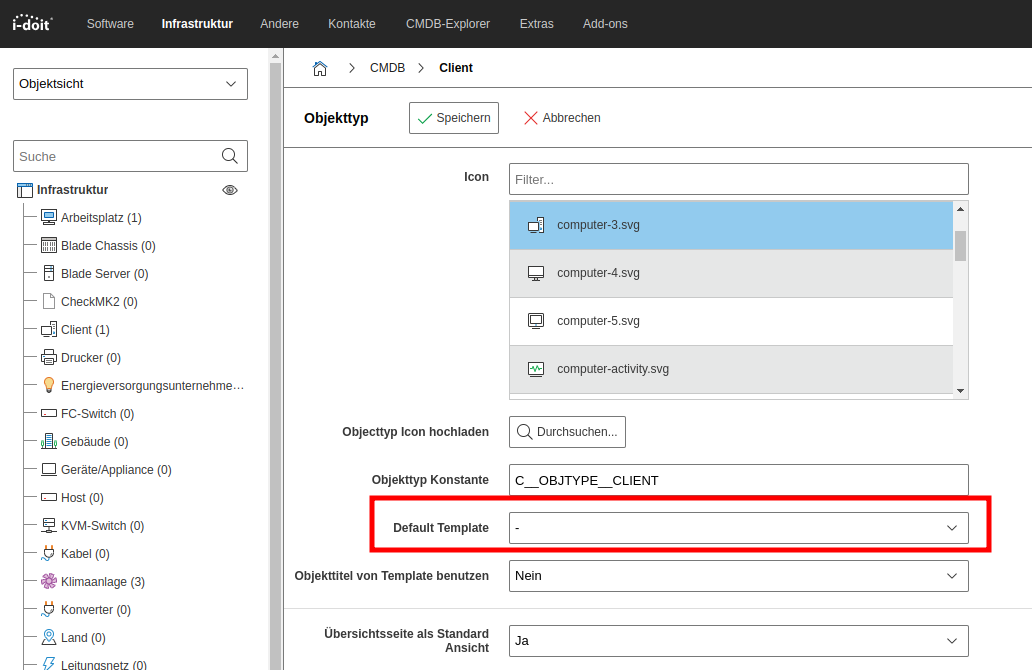 i-doit
Software Infrastruktur Andere Kontakte CMDB-Explorer Extras Add-ons
Objektsicht
Suche
Infrastruktur
Arbeitsplatz (1)
Blade Chassis (0)
Blade Server (0)
CheckMK2 (0)
Client (1)
Drucker (0)
Energieversorgungsunternehme...
FC-Switch (0)
Gebäude (0)
Geräte/Appliance (0)
Host (0)
KVM-Switch (0)
Kabel (0)
Klimaanlage (3)
Konverter (0)
Land (0)
Leitungsnetz (0)
CMDB Client
Objekttyp Speichern Abbrechen
Icon Filter...
computer-3.svg
computer-4.svg
computer-5.svg
computer-activity.svg
Objecttyp Icon hochladen Durchsuchen...
Objekttyp Konstante C__OBJTYPE__CLIENT
Default Template -
Objekttitel von Template benutzen Nein
Übersichtsseite als Standard
Ansicht Ja